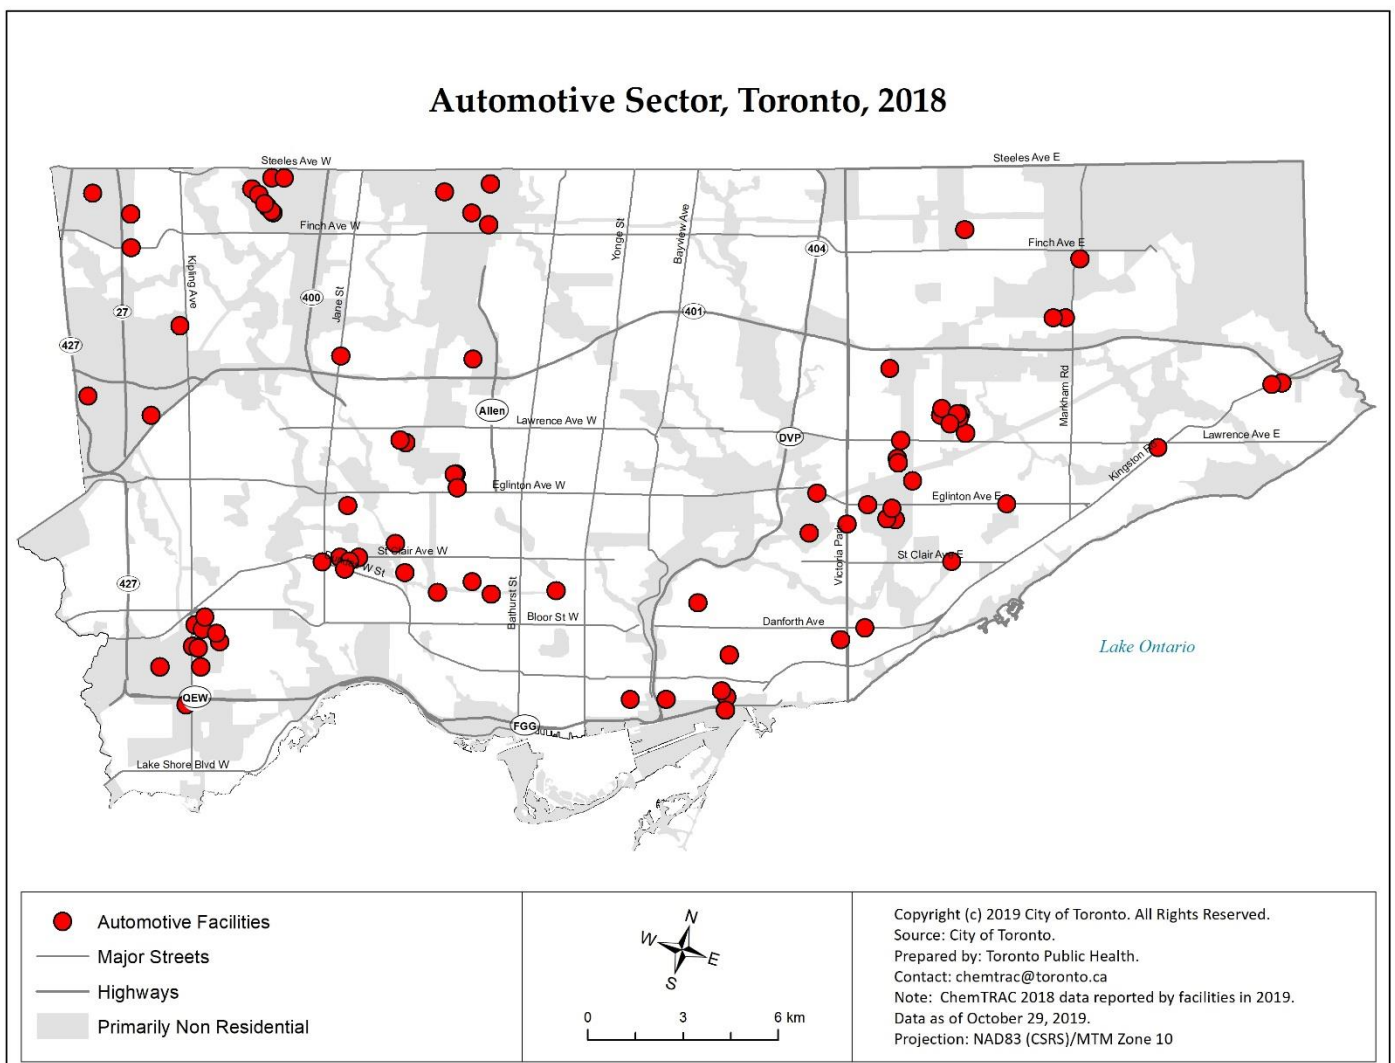 Automotive Sector, Toronto, 2018
Steeles Ave W
Steeles Ave E
Finch Ave W
Finch Ave E
Kipling Ave
Jane St
Yonge St
Bayview Ave
404
400
27
427
401
Allen
Lawrence Ave W
DVP
Markham Rd
Lawrence Ave E
Kingston Rd
Eglinton Ave W
Eglinton Ave E
St Clair Ave W
W St
St Clair Ave E
Victoria Park
427
Bathurst St
Bloor St W
Danforth Ave
Lake Ontario
QEW
FGG
Lake Shore Blvd W
Automotive Facilities
Major Streets
Highways
Primarily Non Residential
N
W
E
S
0 3 6 km
Copyright (c) 2019 City of Toronto. All Rights Reserved.
Source: City of Toronto.
Prepared by: Toronto Public Health.
Contact: chemtrac@toronto.ca
Note: ChemTRAC 2018 data reported by facilities in 2019.
Data as of October 29, 2019.
Projection: NAD83 (CSRS)/MTM Zone 10